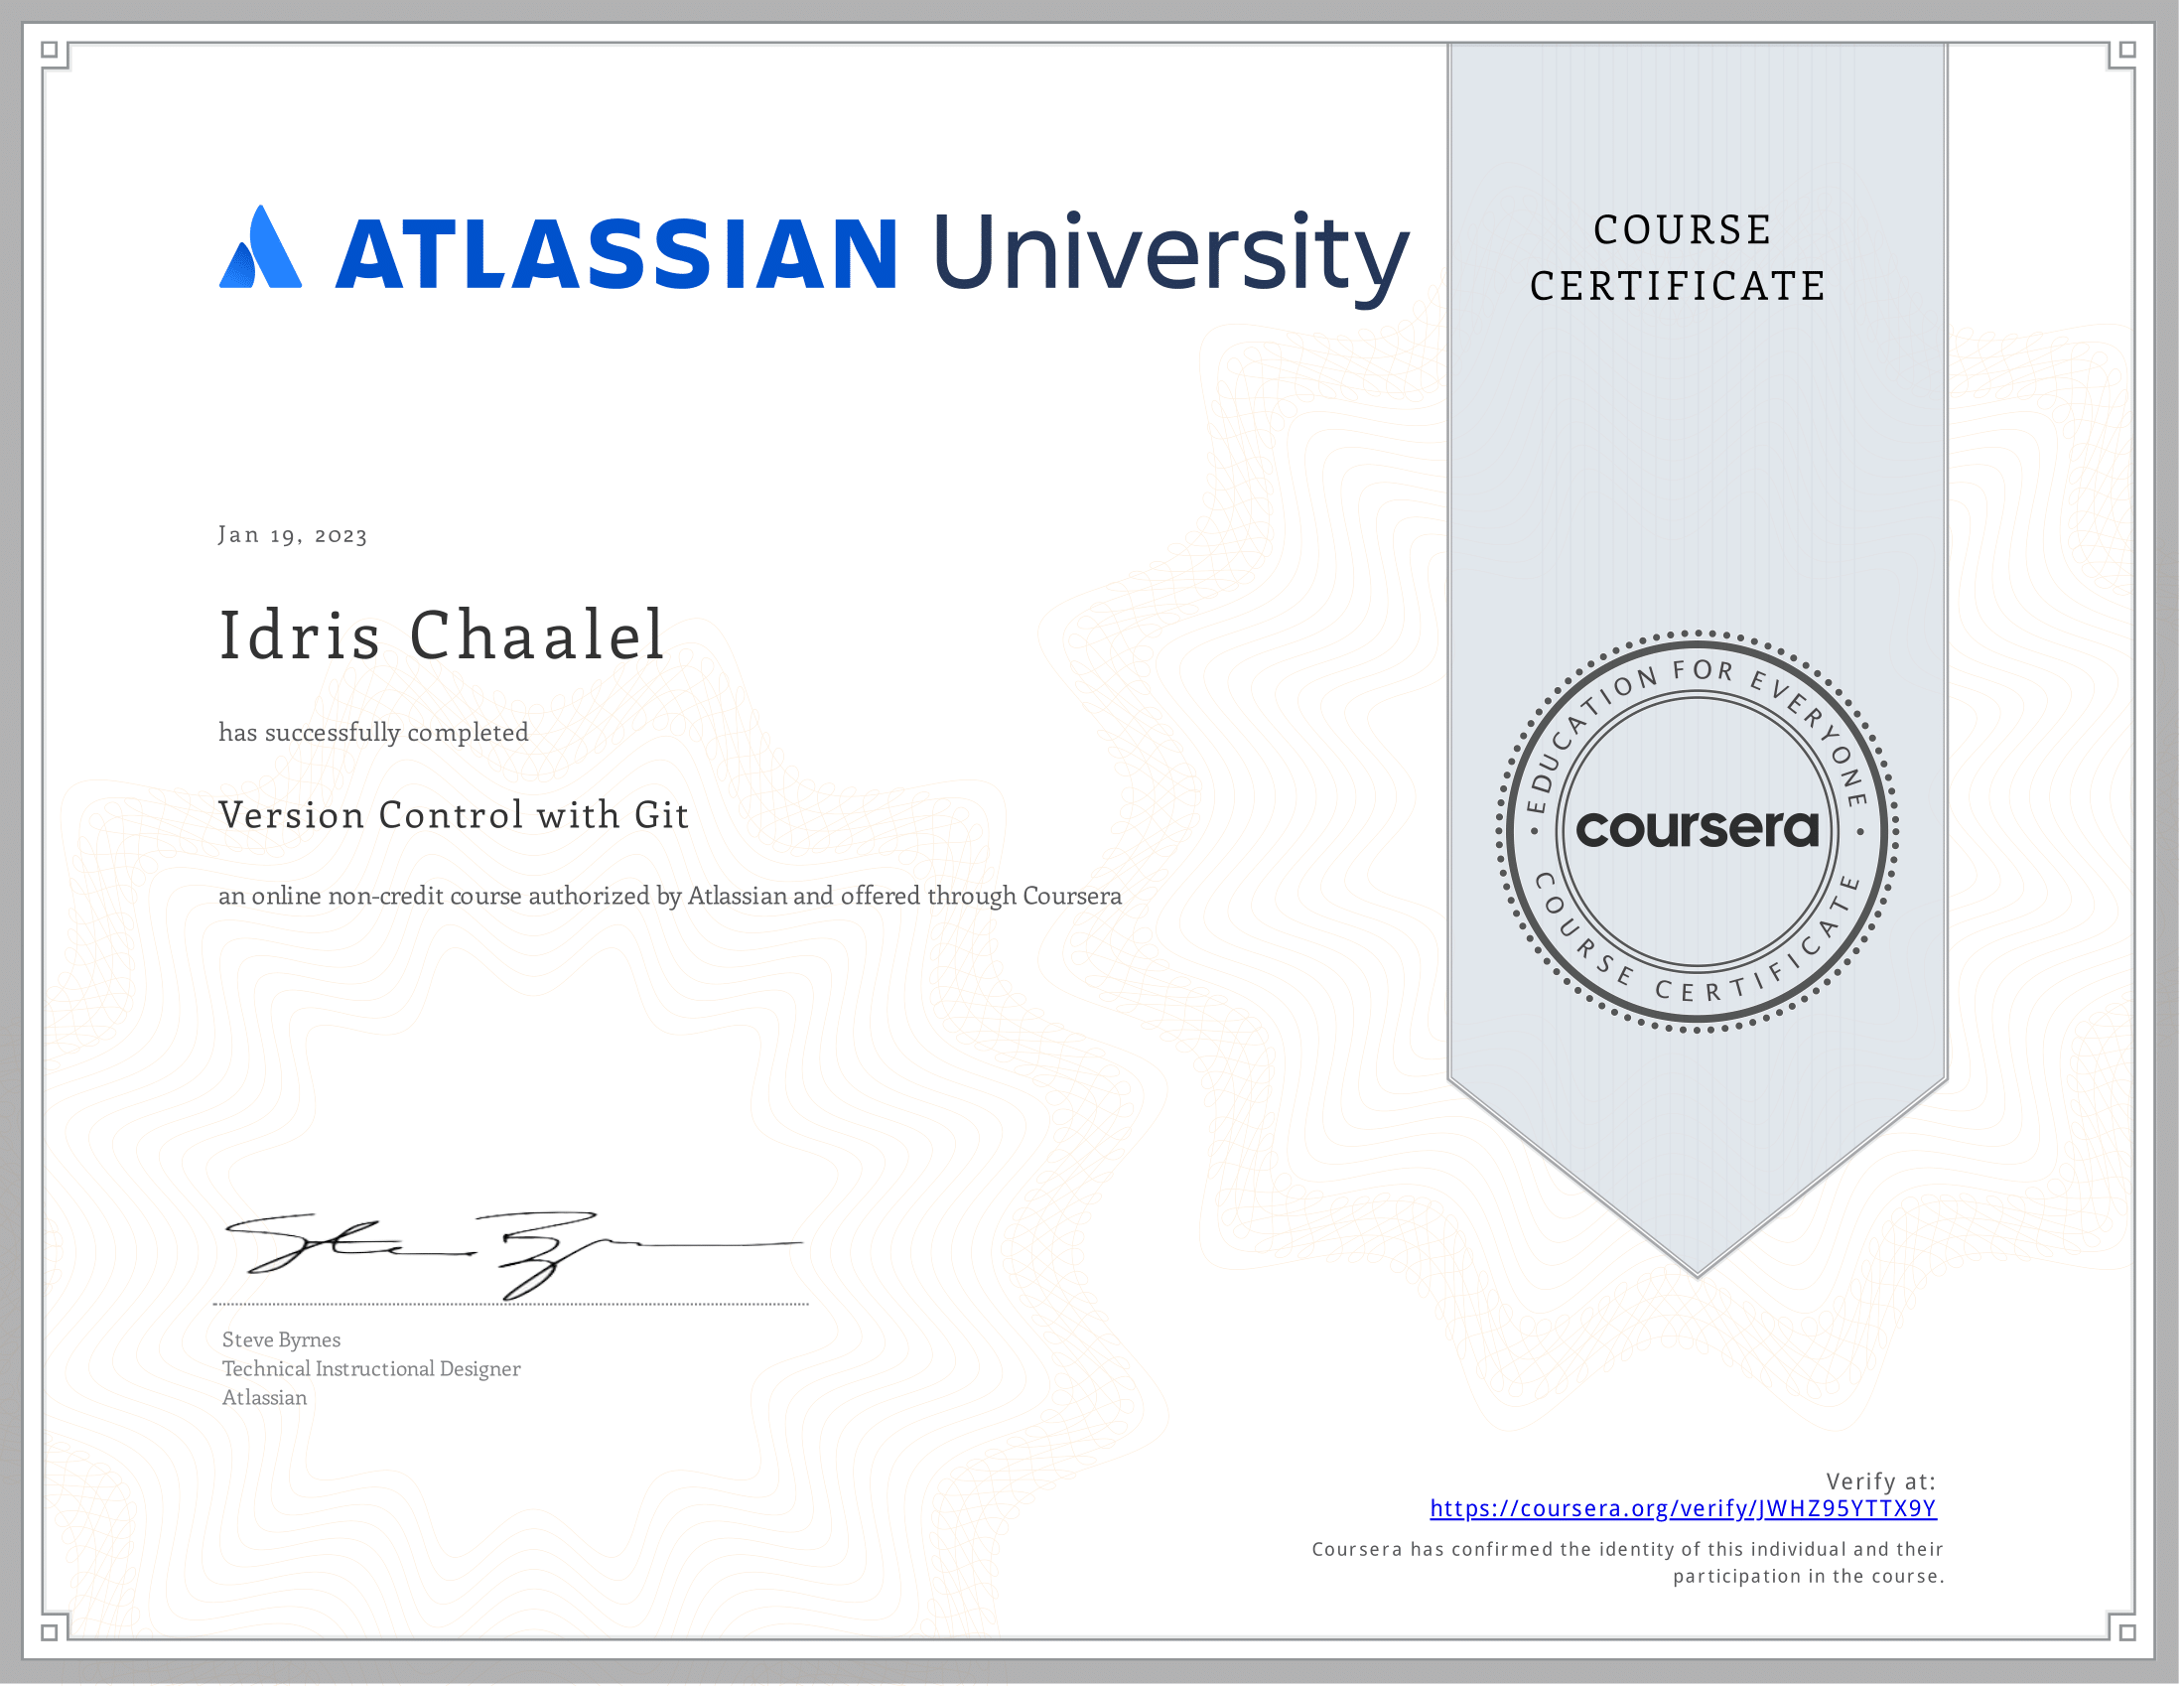 ATLASSIAN University
COURSE
CERTIFICATE
Jan 19, 2023
Idris Chaalel
has successfully completed
Version Control with Git
an online non-credit course authorized by Atlassian and offered through Coursera
EDUCATION FOR EVERYONE
coursera
COURSE CERTIFICATE
Steve Byrnes
Technical Instructional Designer
Atlassian
Verify at:
https://coursera.org/verify/JWHZ95YTTX9Y
Coursera has confirmed the identity of this individual and their
participation in the course.